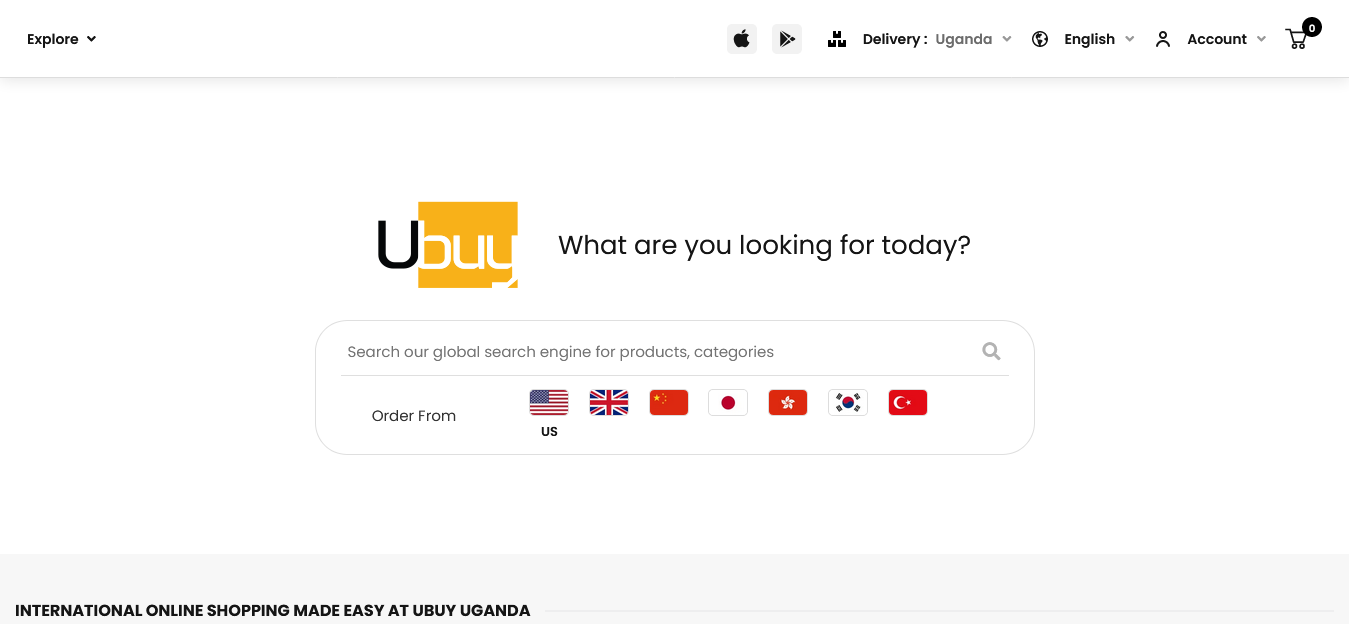 Explore
Delivery : Uganda
English
Account
0
Ubuy
What are you looking for today?
Search our global search engine for products, categories
Order From
US
INTERNATIONAL ONLINE SHOPPING MADE EASY AT UBUY UGANDA